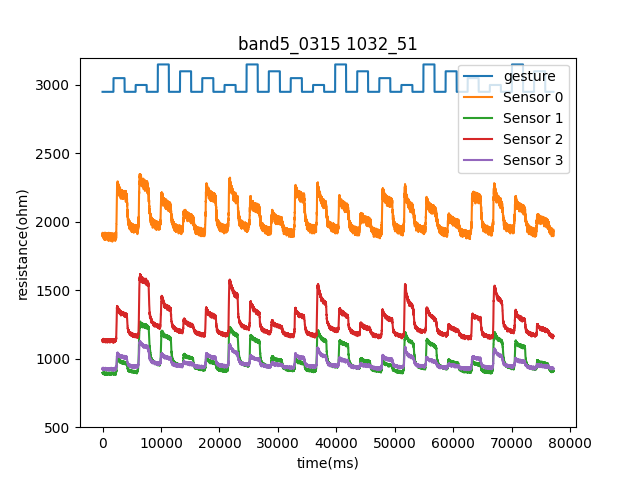 band5_0315 1032_51
gesture
Sensor 0
Sensor 1
Sensor 2
Sensor 3
resistance(ohm)
3000
2500
2000
1500
1000
500
0 10000 20000 30000 40000 50000 60000 70000 80000
time(ms)